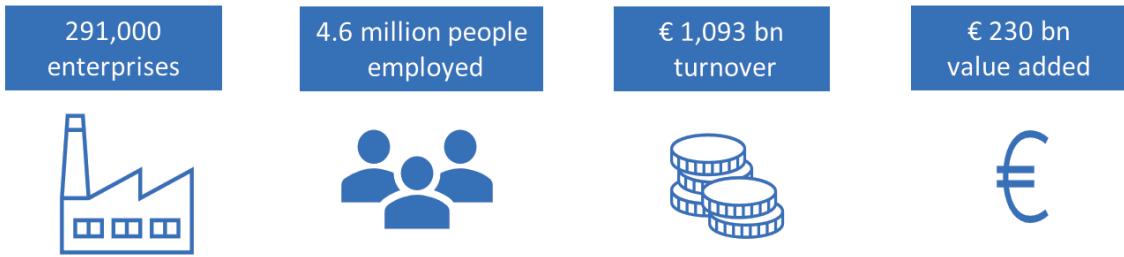 291,000
enterprises
4.6 million people
employed
€ 1,093 bn
turnover
€ 230 bn
value added
€